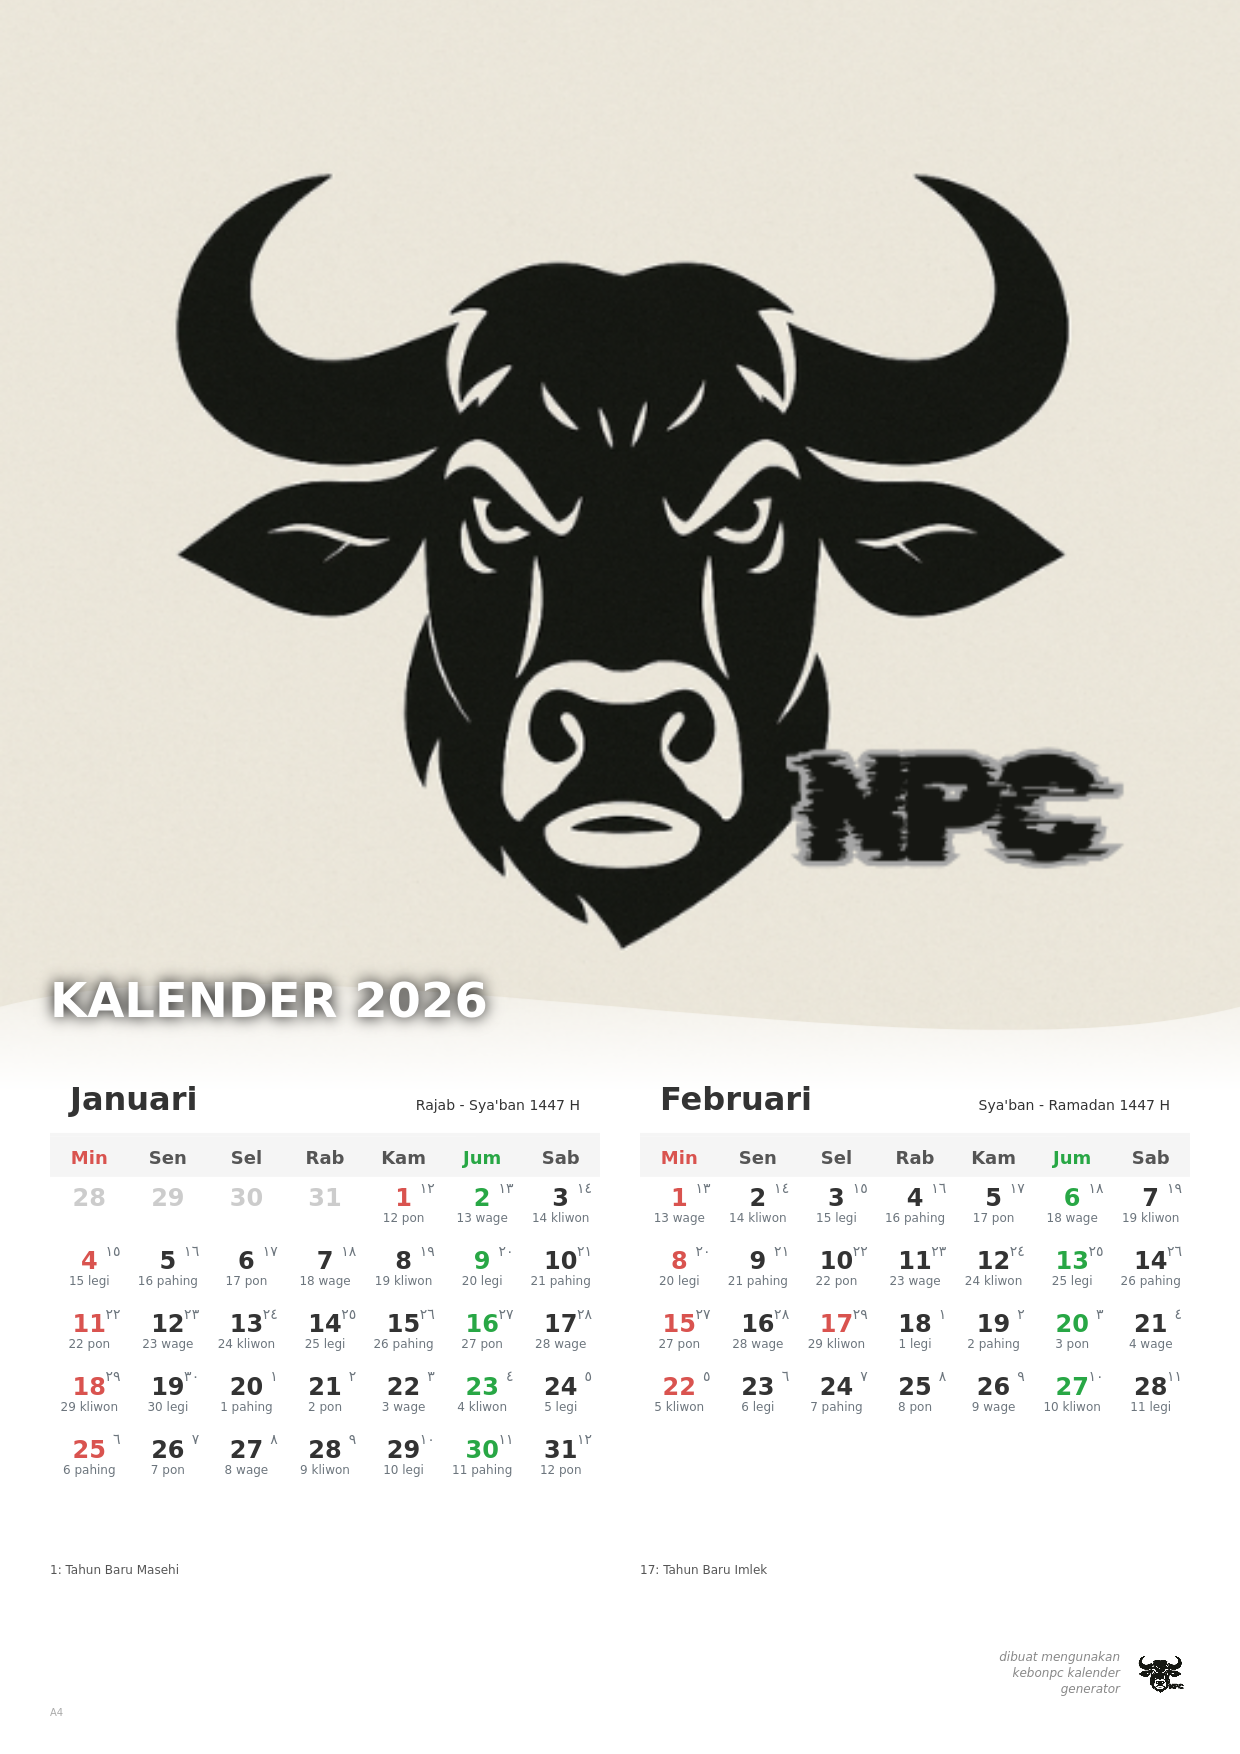 NPC
KALENDER 2026
Januari
Rajab - Sya'ban 1447 H
Min Sen Sel Rab Kam Jum Sab
28 29 30 31 1 ١٢ 2 ١٣ 3 ١٤
12 pon 13 wage 14 kliwon
4 ١٥ 5 ١٦ 6 ١٧ 7 ١٨ 8 ١٩ 9 ٢٠ 10 ٢١
15 legi 16 pahing 17 pon 18 wage 19 kliwon 20 legi 21 pahing
11 ٢٢ 12 ٢٣ 13 ٢٤ 14 ٢٥ 15 ٢٦ 16 ٢٧ 17 ٢٨
22 pon 23 wage 24 kliwon 25 legi 26 pahing 27 pon 28 wage
18 ٢٩ 19 ٣٠ 20 ١ 21 ٢ 22 ٣ 23 ٤ 24 ٥
29 kliwon 30 legi 1 pahing 2 pon 3 wage 4 kliwon 5 legi
25 ٦ 26 ٧ 27 ٨ 28 ٩ 29 ١٠ 30 ١١ 31 ١٢
6 pahing 7 pon 8 wage 9 kliwon 10 legi 11 pahing 12 pon
1: Tahun Baru Masehi
Februari
Sya'ban - Ramadan 1447 H
Min Sen Sel Rab Kam Jum Sab
1 ١٣ 2 ١٤ 3 ١٥ 4 ١٦ 5 ١٧ 6 ١٨ 7 ١٩
13 wage 14 kliwon 15 legi 16 pahing 17 pon 18 wage 19 kliwon
8 ٢٠ 9 ٢١ 10 ٢٢ 11 ٢٣ 12 ٢٤ 13 ٢٥ 14 ٢٦
20 legi 21 pahing 22 pon 23 wage 24 kliwon 25 legi 26 pahing
15 ٢٧ 16 ٢٨ 17 ٢٩ 18 ١ 19 ٢ 20 ٣ 21 ٤
27 pon 28 wage 29 kliwon 1 legi 2 pahing 3 pon 4 wage
22 ٥ 23 ٦ 24 ٧ 25 ٨ 26 ٩ 27 ١٠ 28 ١١
5 kliwon 6 legi 7 pahing 8 pon 9 wage 10 kliwon 11 legi
17: Tahun Baru Imlek
dibuat mengunakan
kebonpc kalender
generator
NPC
A4